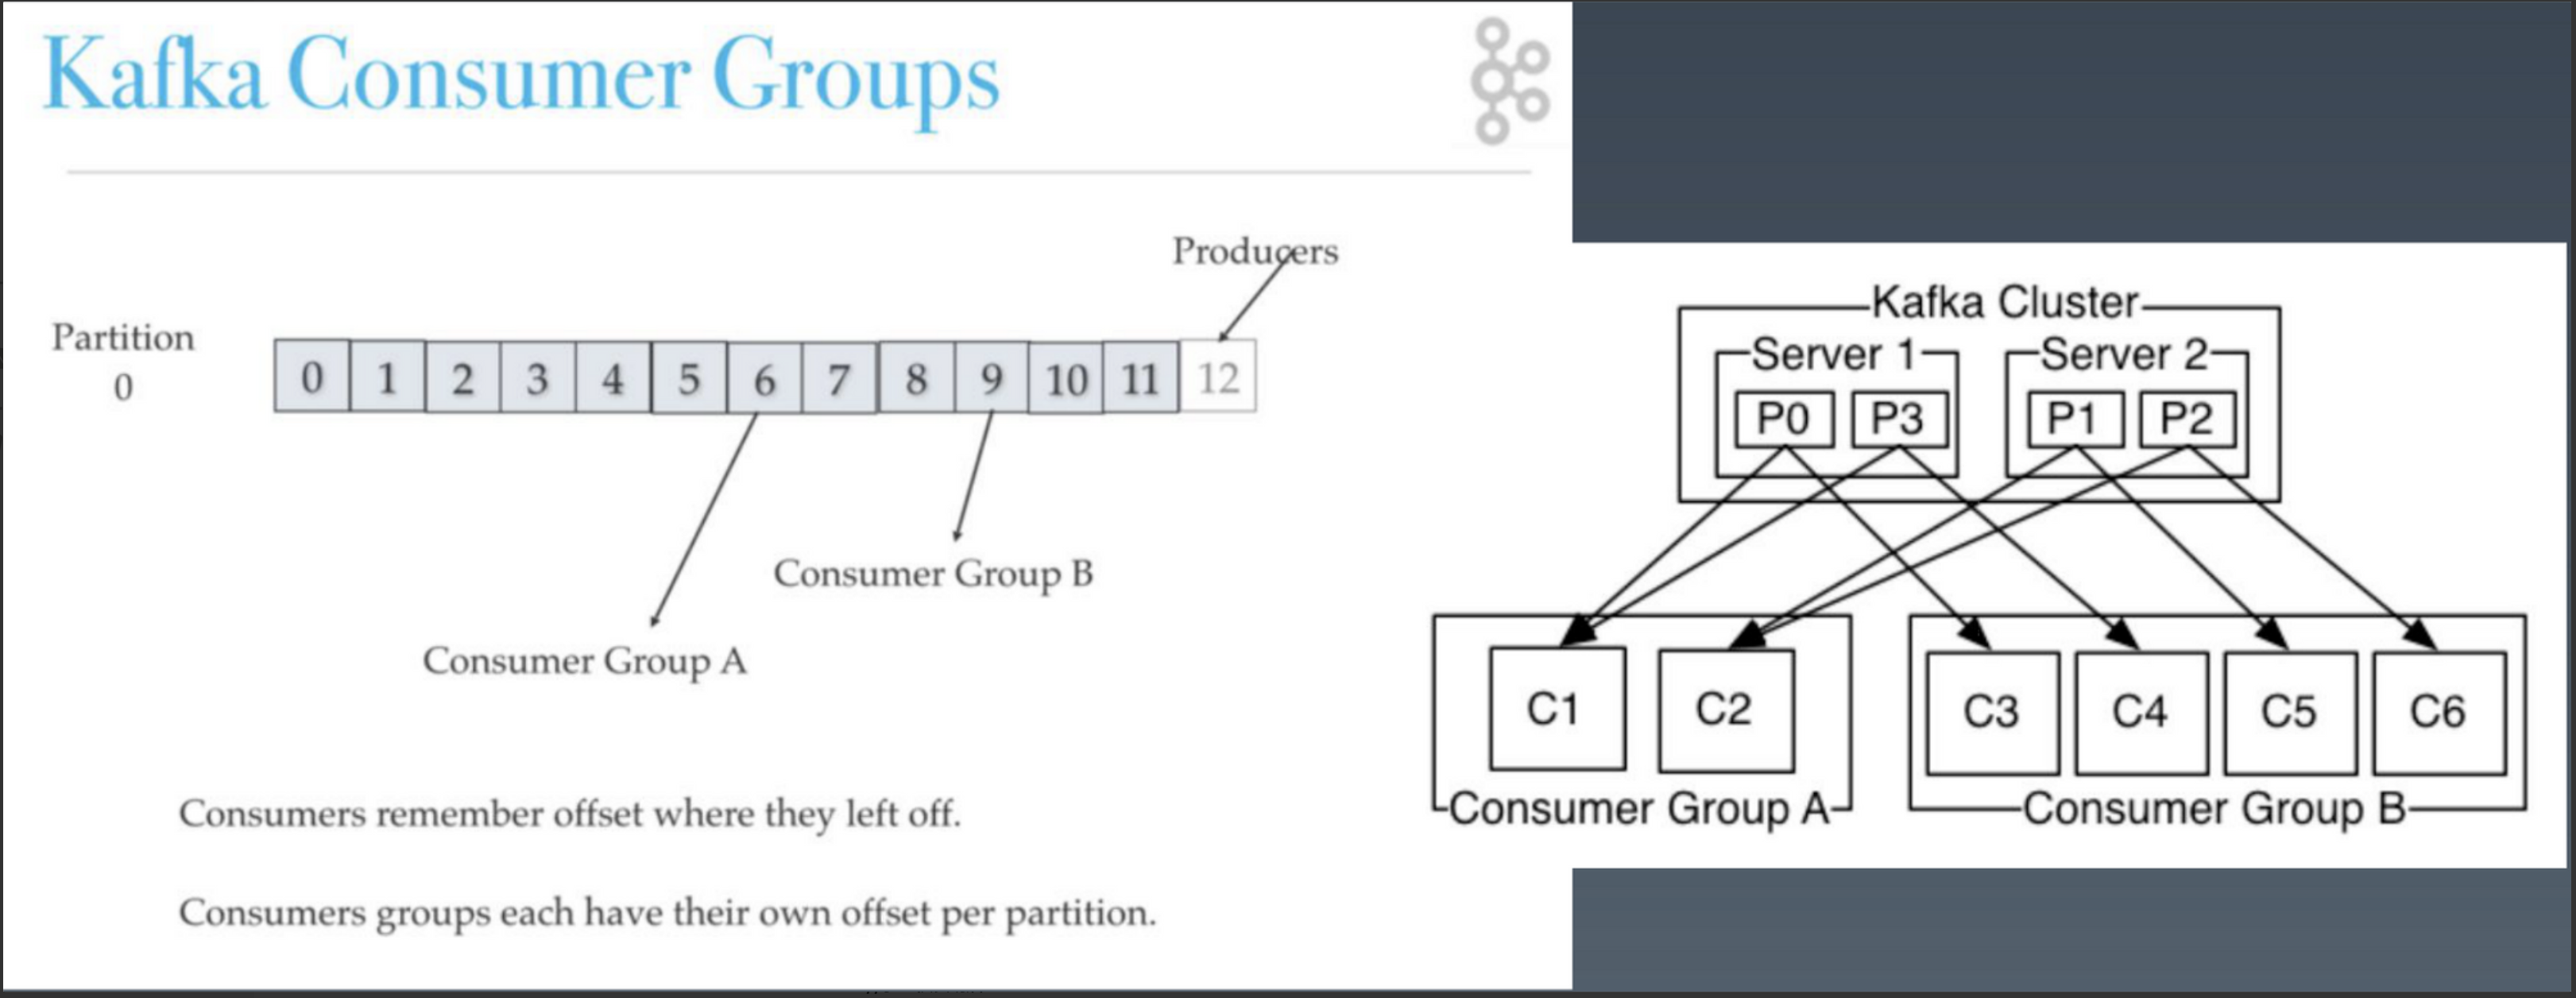 Kafka Consumer Groups
Producers
Partition
0
0 1 2 3 4 5 6 7 8 9 10 11 12
Consumer Group B
Consumer Group A
Consumers remember offset where they left off.
Consumers groups each have their own offset per partition.
Kafka Cluster
Server 1 Server 2
P0 P3 P1 P2
C1 C2 C3 C4 C5 C6
Consumer Group A Consumer Group B